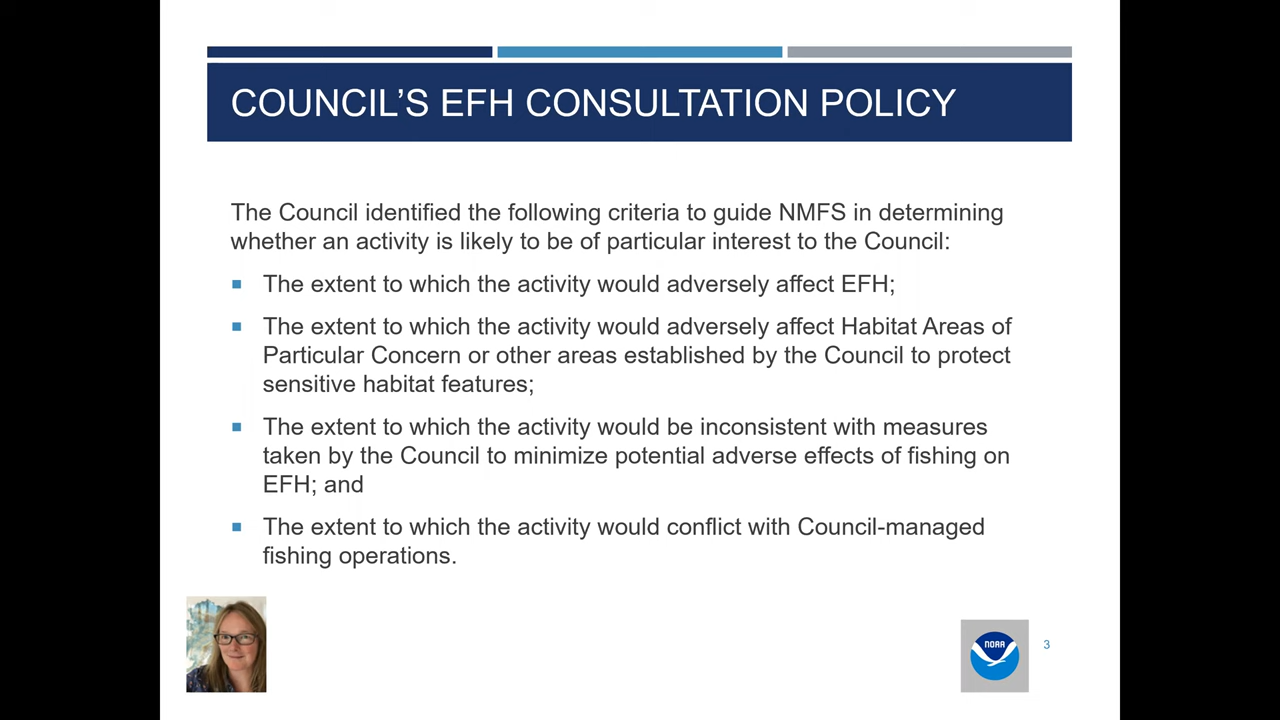 COUNCIL’S EFH CONSULTATION POLICY
The Council identified the following criteria to guide NMFS in determining
whether an activity is likely to be of particular interest to the Council:
The extent to which the activity would adversely affect EFH;
The extent to which the activity would adversely affect Habitat Areas of
Particular Concern or other areas established by the Council to protect
sensitive habitat features;
The extent to which the activity would be inconsistent with measures
taken by the Council to minimize potential adverse effects of fishing on
EFH; and
The extent to which the activity would conflict with Council-managed
fishing operations.
NOAA
3